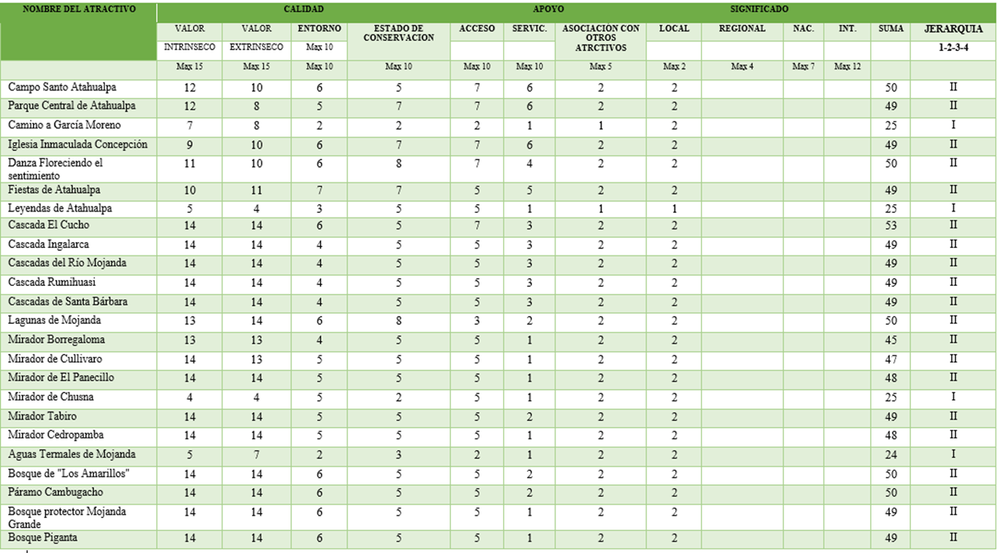 NOMBRE DEL ATRACTIVO CALIDAD APOYO SIGNIFICADO
VALOR VALOR ENTORNO ESTADO DE CONSERVACION ACCESO SERVIC. ASOCIACIÓN CON OTROS ATRCTIVOS LOCAL REGIONAL NAC. INT. SUMA JERARQUIA
INTRINSECO EXTRINSECO Max 10 1-2-3-4
Max 15 Max 15 Max 10 Max 10 Max 10 Max 10 Max 5 Max 2 Max 4 Max 7 Max 12
Campo Santo Atahualpa 12 10 6 5 7 6 2 2 50 II
Parque Central de Atahualpa 12 8 5 7 7 6 2 2 49 II
Camino a García Moreno 7 8 2 2 2 1 1 2 25 I
Iglesia Inmaculada Concepción 9 10 6 7 7 6 2 2 49 II
Danza Floreciendo el
sentimiento 11 10 6 8 7 4 2 2 50 II
Fiestas de Atahualpa 10 11 7 7 5 5 2 2 49 II
Leyendas de Atahualpa 5 4 3 5 5 1 1 1 25 I
Cascada El Cucho 14 14 6 5 7 3 2 2 53 II
Cascada Ingalarca 14 14 4 5 5 3 2 2 49 II
Cascadas del Río Mojanda 14 14 4 5 5 3 2 2 49 II
Cascada Rumihuasi 14 14 4 5 5 3 2 2 49 II
Cascadas de Santa Bárbara 14 14 4 5 5 3 2 2 49 II
Lagunas de Mojanda 13 14 6 8 3 2 2 2 50 II
Mirador Borregaloma 13 13 4 5 5 1 2 2 45 II
Mirador de Cullivaro 14 13 5 5 5 1 2 2 47 II
Mirador de El Panecillo 14 14 5 5 5 1 2 2 48 II
Mirador de Chusna 4 4 5 2 5 1 2 2 25 I
Mirador Tabiro 14 14 5 5 5 2 2 2 49 II
Mirador Cedropamba 14 14 5 5 5 1 2 2 48 II
Aguas Termales de Mojanda 5 7 2 3 2 1 2 2 24 I
Bosque de "Los Amarillos" 14 14 6 5 5 2 2 2 50 II
Páramo Cambugacho 14 14 6 5 5 2 2 2 50 II
Bosque protector Mojanda
Grande 14 14 6 5 5 1 2 2 49 II
Bosque Piganta 14 14 6 5 5 1 2 2 49 II